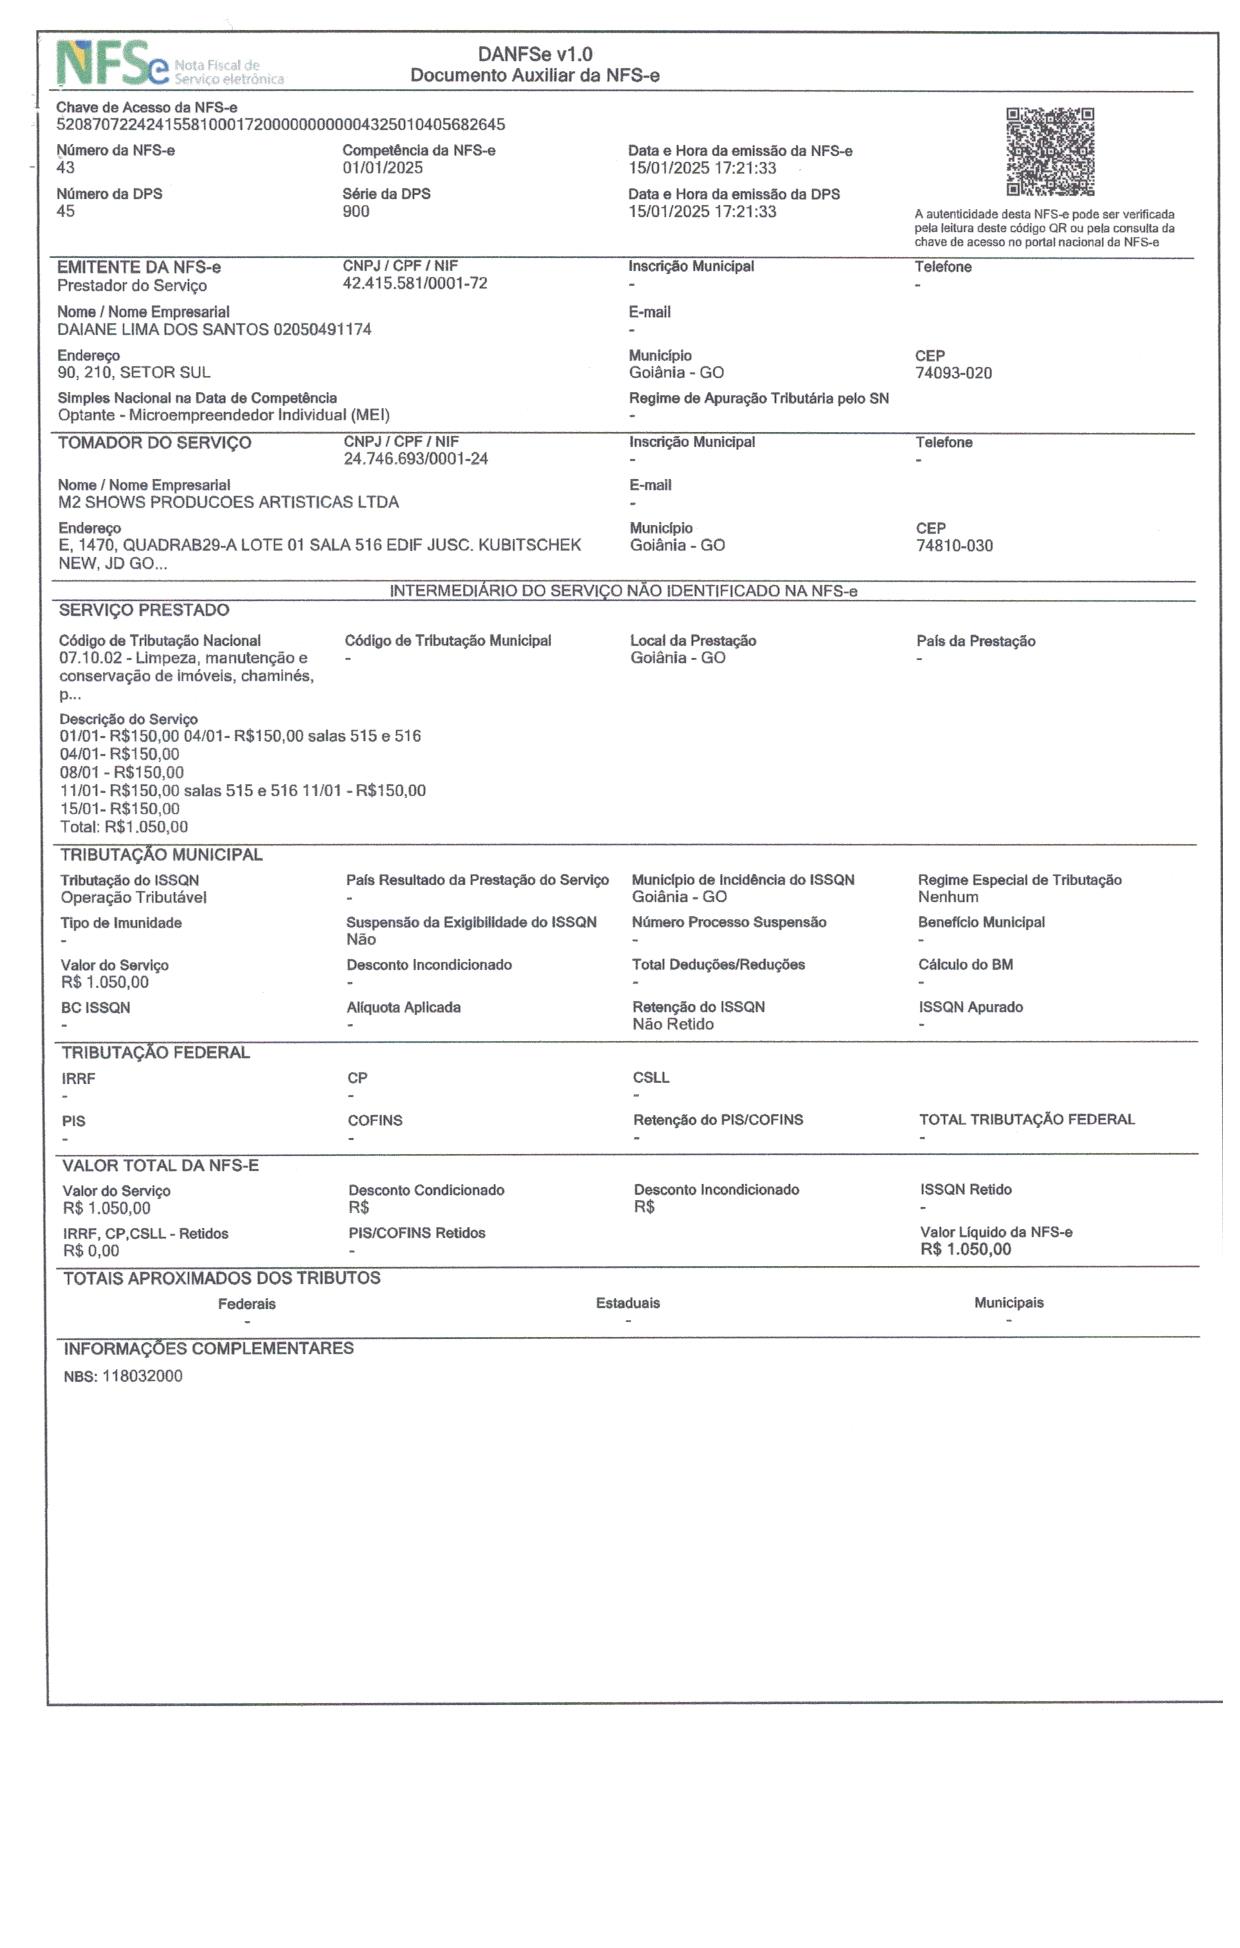 NFSe Nota Fiscal de
Serviço eletrônica
DANFSe v1.0
Documento Auxiliar da NFS-e
Chave de Acesso da NFS-e
52087072242415581000172000000000004325010405682645
Número da NFS-e Competência da NFS-e Data e Hora da emissão da NFS-e
43 01/01/2025 15/01/2025 17:21:33
Número da DPS Série da DPS Data e Hora da emissão da DPS
45 900 15/01/2025 17:21:33
A autenticidade desta NFS-e pode ser verificada
pela leitura deste código QR ou pela consulta da
chave de acesso no portal nacional da NFS-e
EMITENTE DA NFS-e CNPJ / CPF / NIF Inscrição Municipal Telefone
Prestador do Serviço 42.415.581/0001-72 - -
Nome / Nome Empresarial E-mail
DAIANE LIMA DOS SANTOS 02050491174 -
Endereço Município CEP
90, 210, SETOR SUL Goiânia - GO 74093-020
Simples Nacional na Data de Competência Regime de Apuração Tributária pelo SN
Optante - Microempreendedor Individual (MEI) -
TOMADOR DO SERVIÇO CNPJ / CPF / NIF Inscrição Municipal Telefone
24.746.693/0001-24 - -
Nome / Nome Empresarial E-mail
M2 SHOWS PRODUCOES ARTISTICAS LTDA -
Endereço Município CEP
E, 1470, QUADRAB29-A LOTE 01 SALA 516 EDIF JUSC. KUBITSCHEK Goiânia - GO 74810-030
NEW, JD GO...
INTERMEDIÁRIO DO SERVIÇO NÃO IDENTIFICADO NA NFS-e
SERVIÇO PRESTADO
Código de Tributação Nacional Código de Tributação Municipal Local da Prestação País da Prestação
07.10.02 - Limpeza, manutenção e - Goiânia - GO -
conservação de imóveis, chaminés,
p...
Descrição do Serviço
01/01- R$150,00 04/01- R$150,00 salas 515 e 516
04/01- R$150,00
08/01 - R$150,00
11/01- R$150,00 salas 515 e 516 11/01 - R$150,00
15/01- R$150,00
Total: R$1.050,00
TRIBUTAÇÃO MUNICIPAL
Tributação do ISSQN País Resultado da Prestação do Serviço Município de Incidência do ISSQN Regime Especial de Tributação
Operação Tributável - Goiânia - GO Nenhum
Tipo de Imunidade Suspensão da Exigibilidade do ISSQN Número Processo Suspensão Benefício Municipal
- Não - -
Valor do Serviço Desconto Incondicionado Total Deduções/Reduções Cálculo do BM
R$ 1.050,00 - - -
BC ISSQN Alíquota Aplicada Retenção do ISSQN ISSQN Apurado
- - Não Retido -
TRIBUTAÇÃO FEDERAL
IRRF CP CSLL
- - -
PIS COFINS Retenção do PIS/COFINS TOTAL TRIBUTAÇÃO FEDERAL
- - - -
VALOR TOTAL DA NFS-E
Valor do Serviço Desconto Condicionado Desconto Incondicionado ISSQN Retido
R$ 1.050,00 R$ R$ -
IRRF, CP,CSLL - Retidos PIS/COFINS Retidos Valor Líquido da NFS-e
R$ 0,00 - R$ 1.050,00
TOTAIS APROXIMADOS DOS TRIBUTOS
Federais Estaduais Municipais
- - -
INFORMAÇÕES COMPLEMENTARES
NBS: 118032000